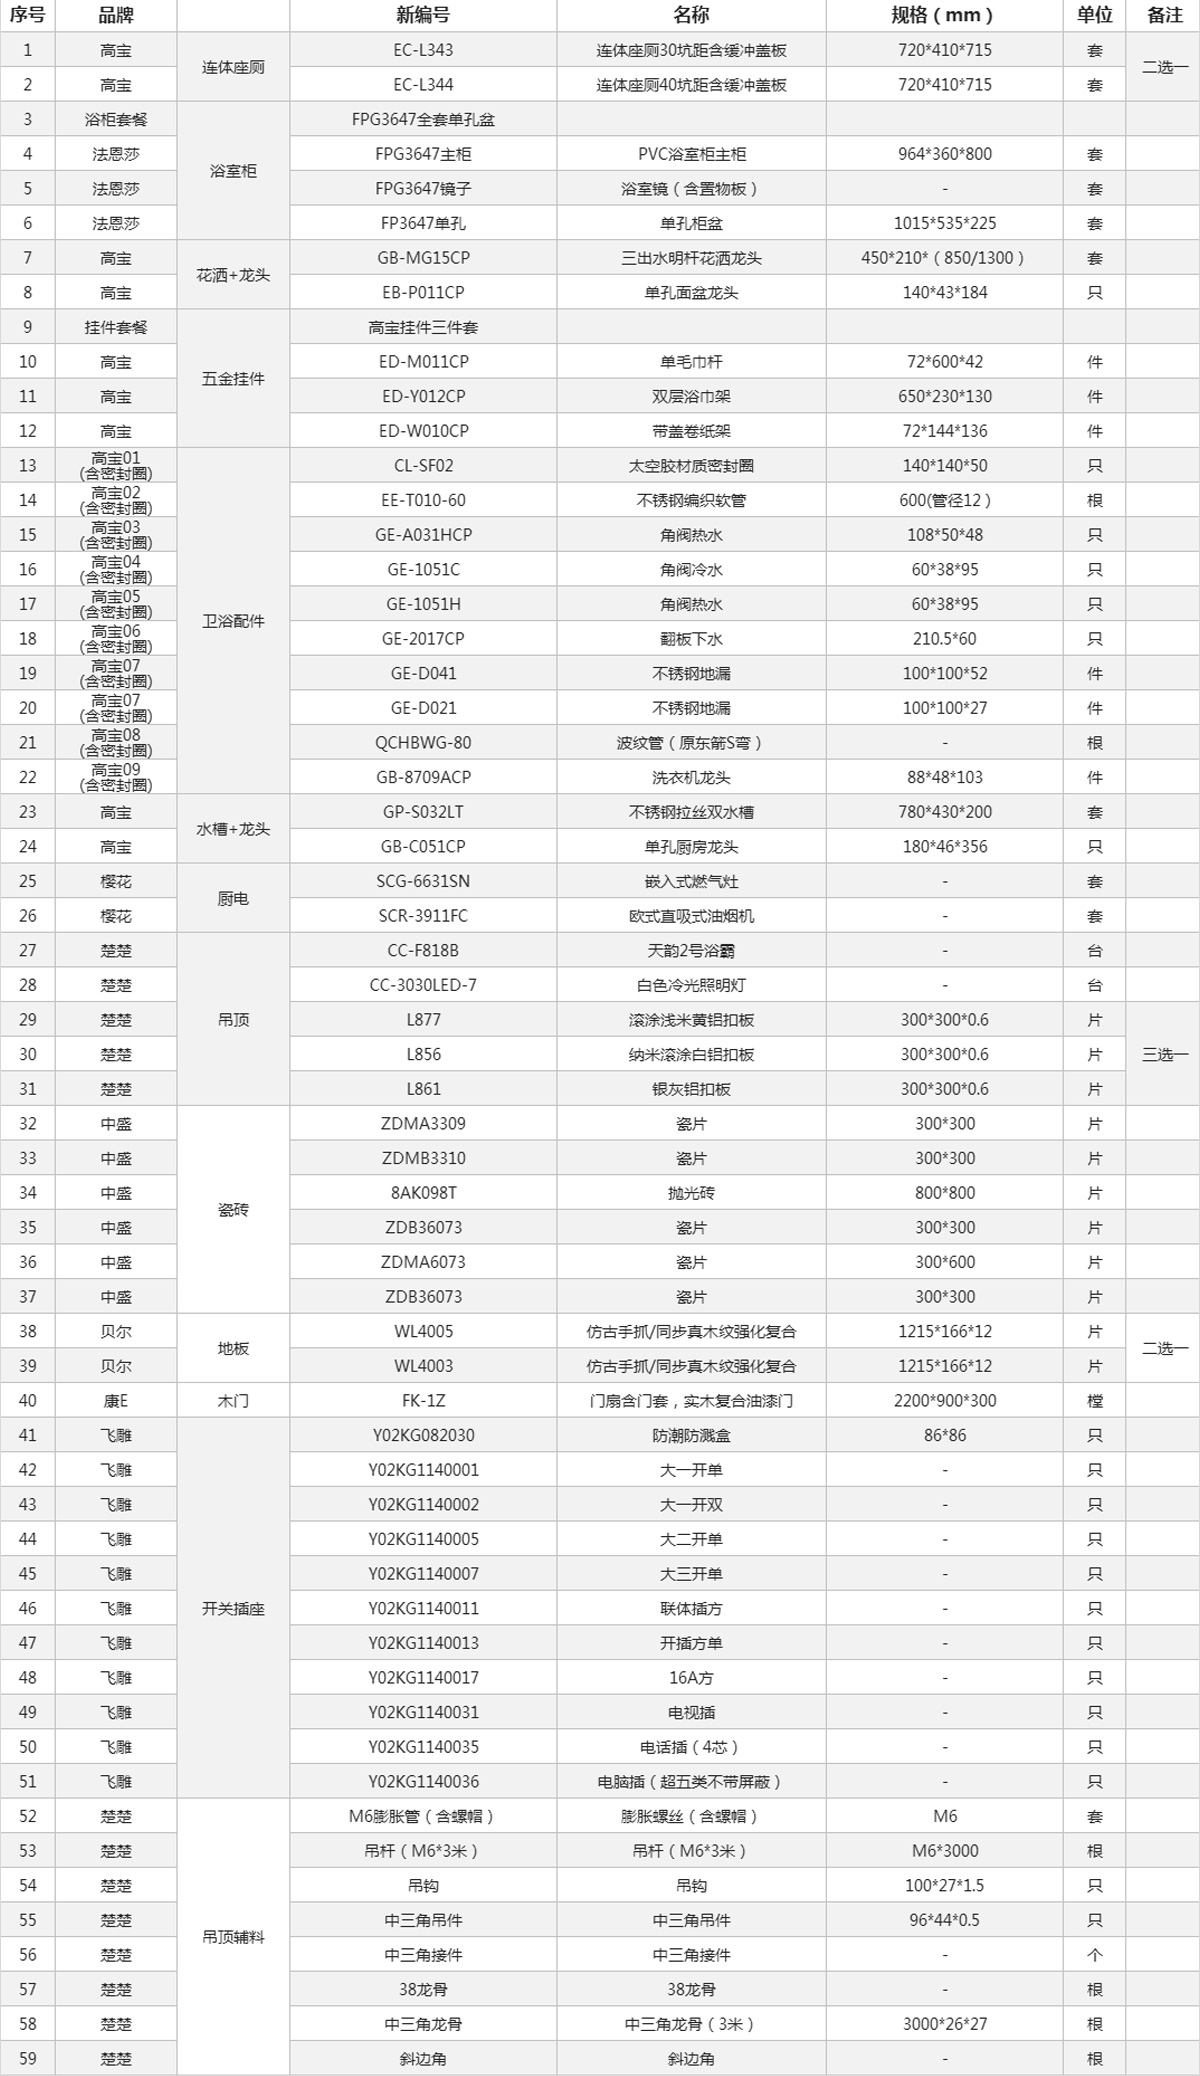 序号 品牌 新编号 名称 规格（mm） 单位 备注
1 高宝 连体座厕 EC-L343 连体座厕30坑距含缓冲盖板 720*410*715 套 二选一
2 高宝 EC-L344 连体座厕40坑距含缓冲盖板 720*410*715 套
3 浴柜套餐 浴室柜 FPG3647全套单孔盆
4 法恩莎 FPG3647主柜 PVC浴室柜主柜 964*360*800 套
5 法恩莎 FPG3647镜子 浴室镜（含置物板） - 套
6 法恩莎 FP3647单孔 单孔柜盆 1015*535*225 套
7 高宝 花洒+龙头 GB-MG15CP 三出水明杆花洒龙头 450*210*（850/1300） 套
8 高宝 EB-P011CP 单孔面盆龙头 140*43*184 只
9 挂件套餐 五金挂件 高宝挂件三件套
10 高宝 ED-M011CP 单毛巾杆 72*600*42 件
11 高宝 ED-Y012CP 双层浴巾架 650*230*130 件
12 高宝 ED-W010CP 带盖卷纸架 72*144*136 件
13 高宝01 (含密封圈) 卫浴配件 CL-SF02 太空胶材质密封圈 140*140*50 只
14 高宝02 (含密封圈) EE-T010-60 不锈钢编织软管 600(管径12） 根
15 高宝03 (含密封圈) GE-A031HCP 角阀热水 108*50*48 只
16 高宝04 (含密封圈) GE-1051C 角阀冷水 60*38*95 只
17 高宝05 (含密封圈) GE-1051H 角阀热水 60*38*95 只
18 高宝06 (含密封圈) GE-2017CP 翻板下水 210.5*60 只
19 高宝07 (含密封圈) GE-D041 不锈钢地漏 100*100*52 件
20 高宝07 (含密封圈) GE-D021 不锈钢地漏 100*100*27 件
21 高宝08 (含密封圈) QCHBWG-80 波纹管（原东箭S弯） - 根
22 高宝09 (含密封圈) GB-8709ACP 洗衣机龙头 88*48*103 件
23 高宝 水槽+龙头 GP-S032LT 不锈钢拉丝双水槽 780*430*200 套
24 高宝 GB-C051CP 单孔厨房龙头 180*46*356 只
25 樱花 厨电 SCG-6631SN 嵌入式燃气灶 - 套
26 樱花 SCR-3911FC 欧式直吸式油烟机 - 套
27 楚楚 吊顶 CC-F818B 天韵2号浴霸 - 台
28 楚楚 CC-3030LED-7 白色冷光照明灯 - 台
29 楚楚 L877 滚涂浅米黄铝扣板 300*300*0.6 片 三选一
30 楚楚 L856 纳米滚涂白铝扣板 300*300*0.6 片
31 楚楚 L861 银灰铝扣板 300*300*0.6 片
32 中盛 瓷砖 ZDMA3309 瓷片 300*300 片
33 中盛 ZDMB3310 瓷片 300*300 片
34 中盛 8AK098T 抛光砖 800*800 片
35 中盛 ZDB36073 瓷片 300*300 片
36 中盛 ZDMA6073 瓷片 300*600 片
37 中盛 ZDB36073 瓷片 300*300 片
38 贝尔 地板 WL4005 仿古手抓/同步真木纹强化复合 1215*166*12 片 二选一
39 贝尔 WL4003 仿古手抓/同步真木纹强化复合 1215*166*12 片
40 康E 木门 FK-1Z 门扇含门套，实木复合油漆门 2200*900*300 樘
41 飞雕 开关插座 Y02KG082030 防潮防溅盒 86*86 只
42 飞雕 Y02KG1140001 大一开单 - 只
43 飞雕 Y02KG1140002 大一开双 - 只
44 飞雕 Y02KG1140005 大二开单 - 只
45 飞雕 Y02KG1140007 大三开单 - 只
46 飞雕 Y02KG1140011 联体插方 - 只
47 飞雕 Y02KG1140013 开插方单 - 只
48 飞雕 Y02KG1140017 16A方 - 只
49 飞雕 Y02KG1140031 电视插 - 只
50 飞雕 Y02KG1140035 电话插（4芯） - 只
51 飞雕 Y02KG1140036 电脑插（超五类不带屏蔽） - 只
52 楚楚 吊顶辅料 M6膨胀管（含螺帽） 膨胀螺丝（含螺帽） M6 套
53 楚楚 吊杆（M6*3米） 吊杆（M6*3米） M6*3000 根
54 楚楚 吊钩 吊钩 100*27*1.5 只
55 楚楚 中三角吊件 中三角吊件 96*44*0.5 只
56 楚楚 中三角接件 中三角接件 - 个
57 楚楚 38龙骨 38龙骨 - 根
58 楚楚 中三角龙骨 中三角龙骨（3米） 3000*26*27 根
59 楚楚 斜边角 斜边角 - 根